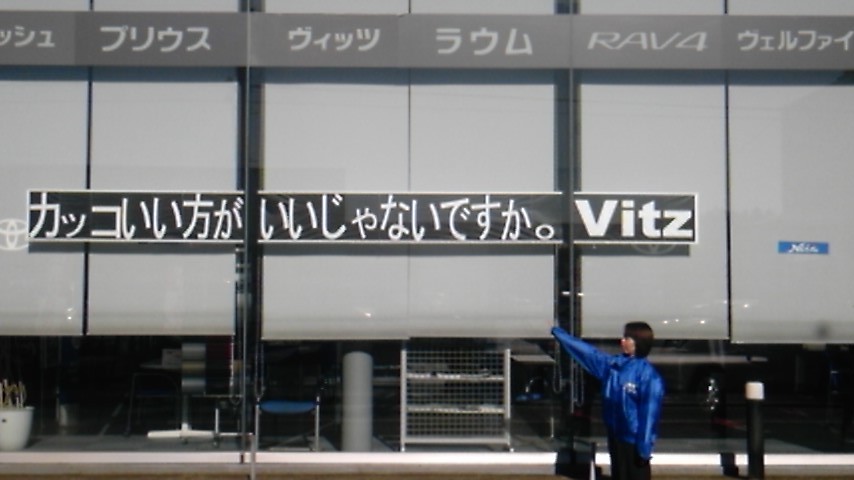 ッシュ プリウス ヴィッツ ラウム RAV4 ヴェルファイ
カッコいい方がいいじゃないですか。 Vitz